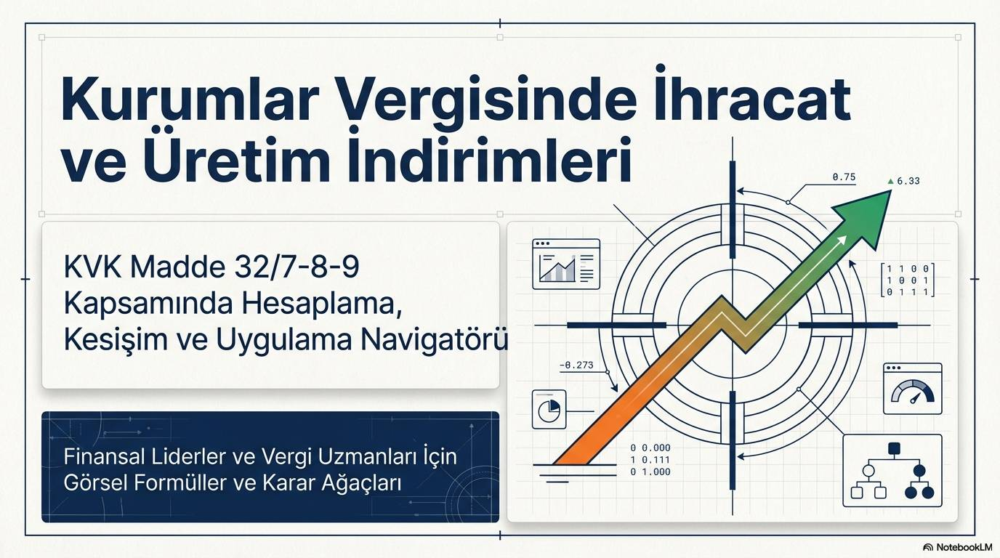 Kurumlar Vergisinde İhracat
ve Üretim İndirimleri
KVK Madde 32/7-8-9
Kapsamında Hesaplama,
Kesişim ve Uygulama Navigatörü
Finansal Liderler ve Vergi Uzmanları İçin
Görsel Formüller ve Karar Ağaçları
0.75
6.33
1 1 0 0
1 0 0 1
0 1 1 1
-0.273
0 0.000
1 0.111
0 1.000
NotebookLM